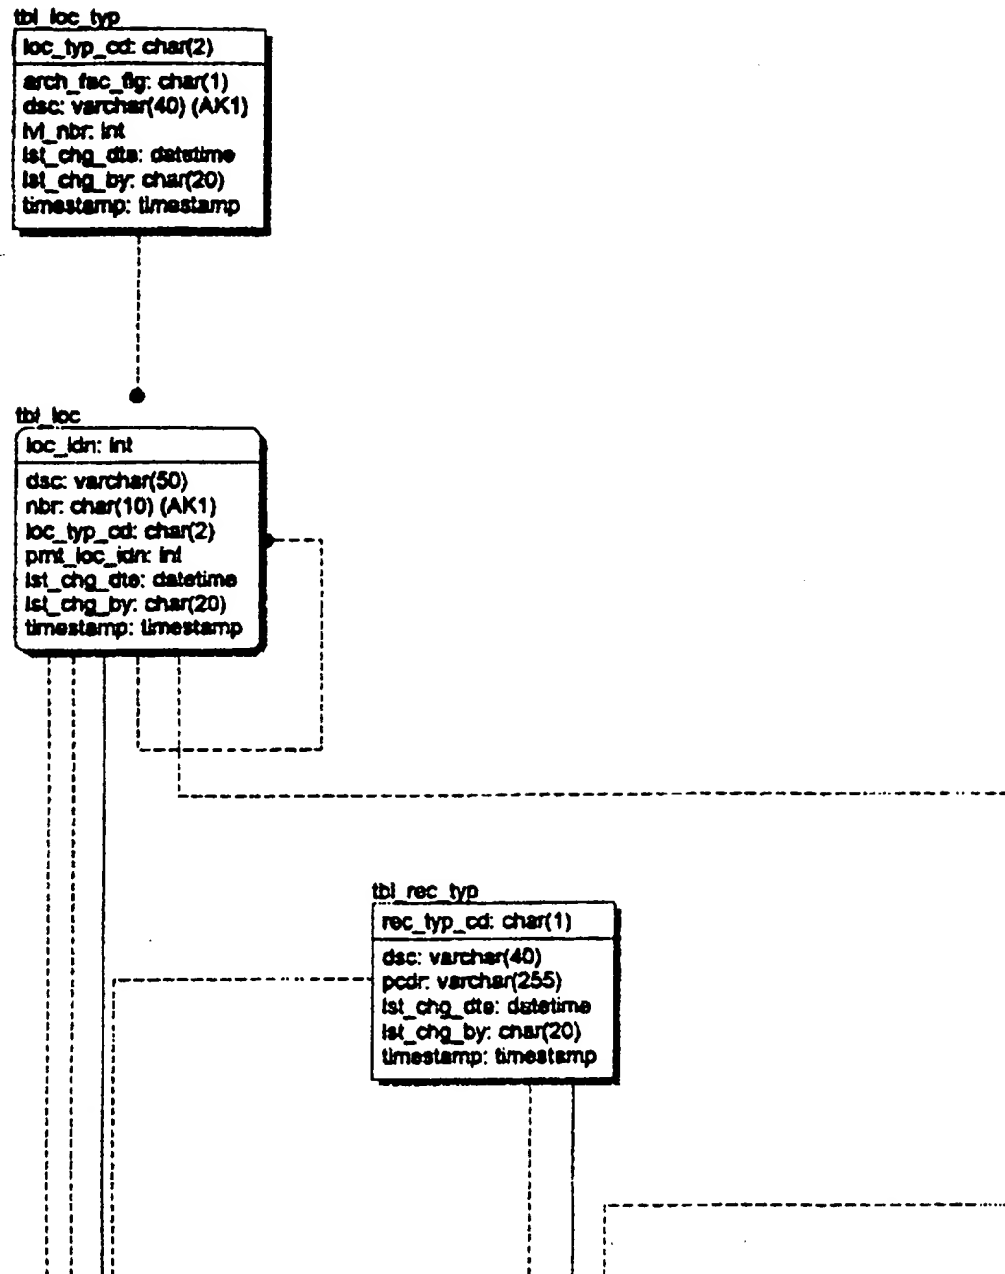 tbl_loc_typ
loc_typ_cd: char(2)
arch_fac_flg: char(1)
dsc: varchar(40) (AK1)
lvl_nbr: int
lst_chg_dte: datetime
lst_chg_by: char(20)
timestamp: timestamp
tbl_loc
loc_idn: int
dsc: varchar(50)
nbr: char(10) (AK1)
loc_typ_cd: char(2)
prnt_loc_idn: int
lst_chg_dte: datetime
lst_chg_by: char(20)
timestamp: timestamp
tbl_rec_typ
rec_typ_cd: char(1)
dsc: varchar(40)
pcdr: varchar(255)
lst_chg_dte: datetime
lst_chg_by: char(20)
timestamp: timestamp